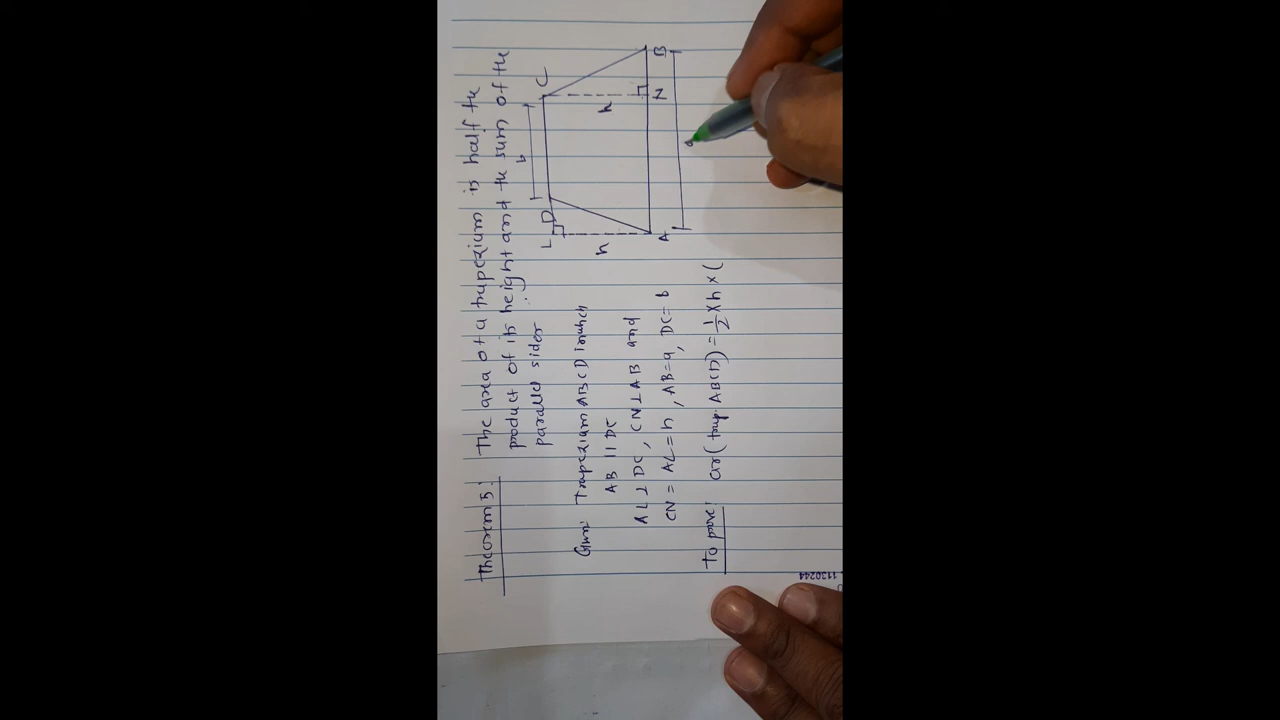 Theorem 5: The area of a trapezium is half the
product of its height and the sum of the
parallel sides
Given: Trapezium ABCD in which
AB || DC
AL ⊥ DC, CN ⊥ AB and
CN = AL = h, AB = a, DC = b
To prove: ar(trap. ABCD) = 1/2 × h × (
L D C
b
h h
A N B
a
1130244